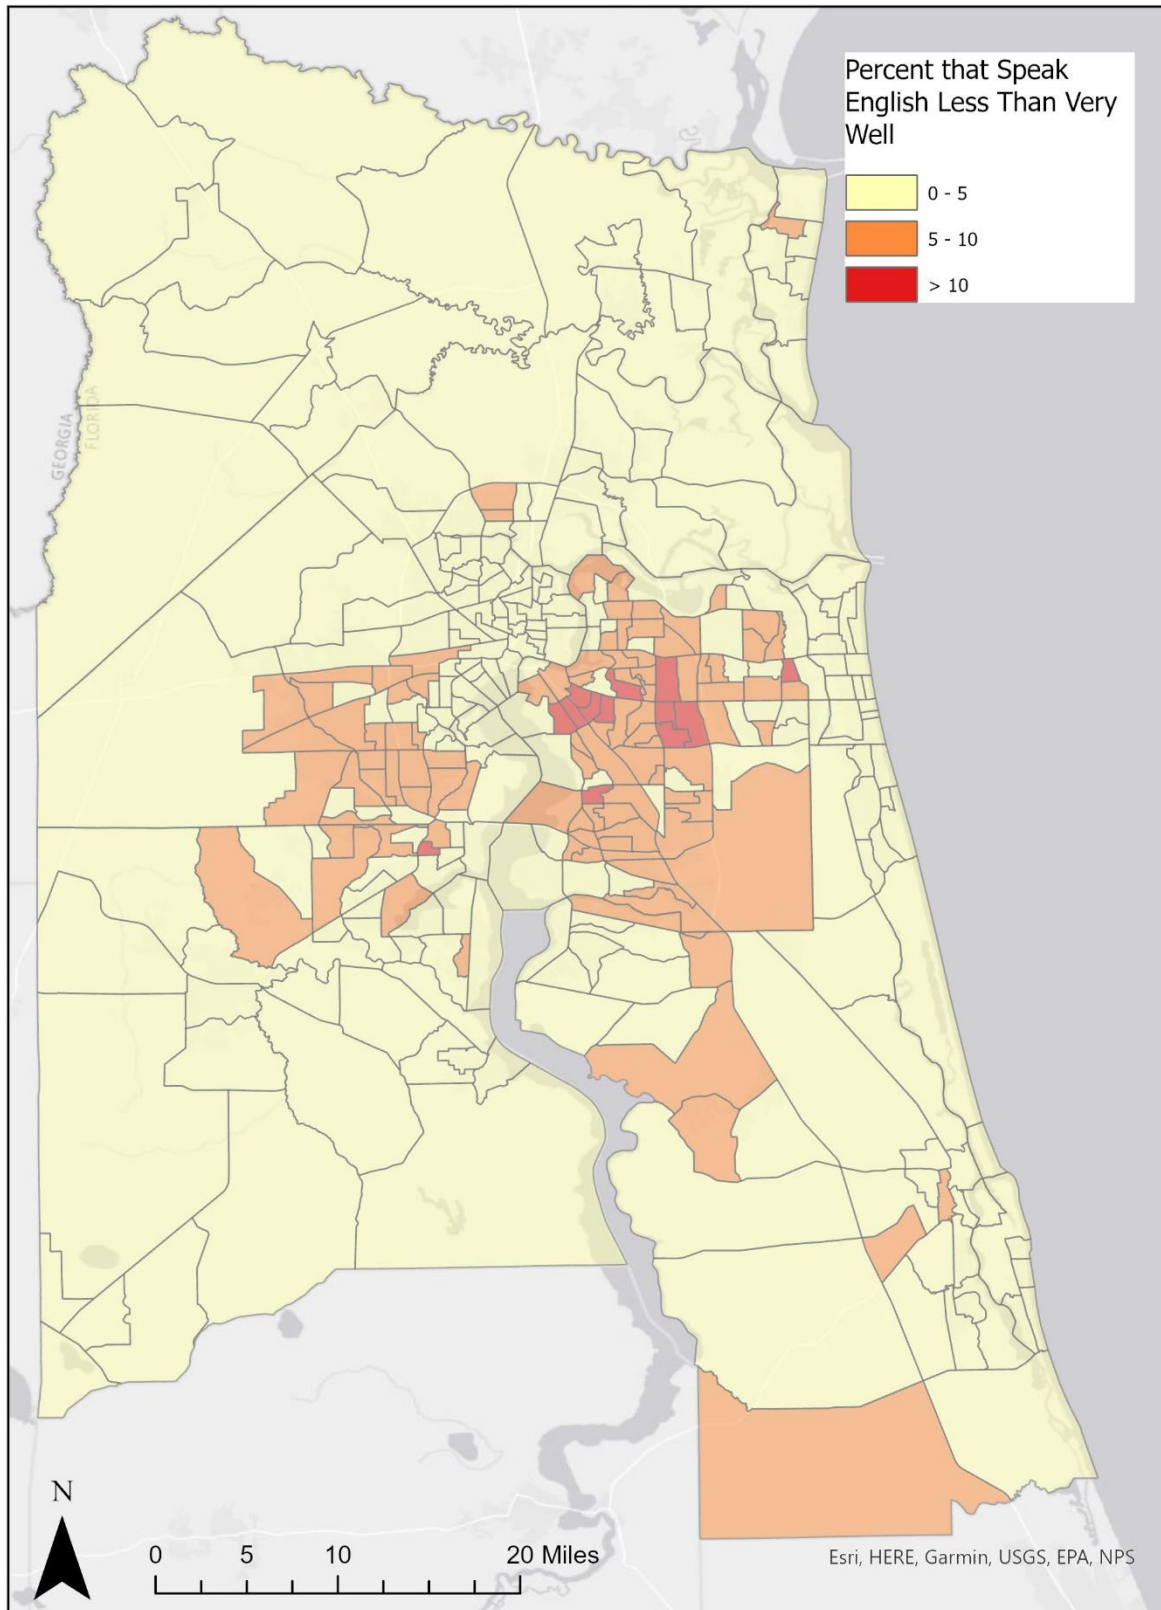 Percent that Speak
English Less Than Very
Well
0 - 5
5 - 10
> 10
GEORGIA
FLORIDA
N
0 5 10 20 Miles
Esri, HERE, Garmin, USGS, EPA, NPS